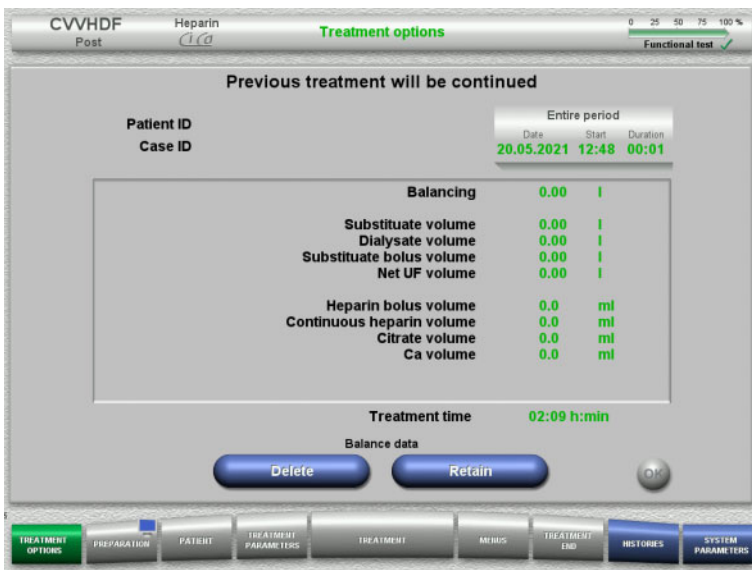 CVVHDF Heparin Treatment options 0 25 50 75 100 %
Post CiCa Functional test
Previous treatment will be continued
Entire period
Patient ID
Date Start Duration
Case ID 20.05.2021 12:48 00:01
Balancing 0.00 l
Substituate volume 0.00 l
Dialysate volume 0.00 l
Substituate bolus volume 0.00 l
Net UF volume 0.00 l
Heparin bolus volume 0.0 ml
Continuous heparin volume 0.0 ml
Citrate volume 0.0 ml
Ca volume 0.0 ml
Treatment time 02:09 h:min
Balance data
Delete Retain OK
TREATMENT OPTIONS PREPARATION PATIENT TREATMENT PARAMETERS TREATMENT MENUS TREATMENT END HISTORIES SYSTEM PARAMETERS